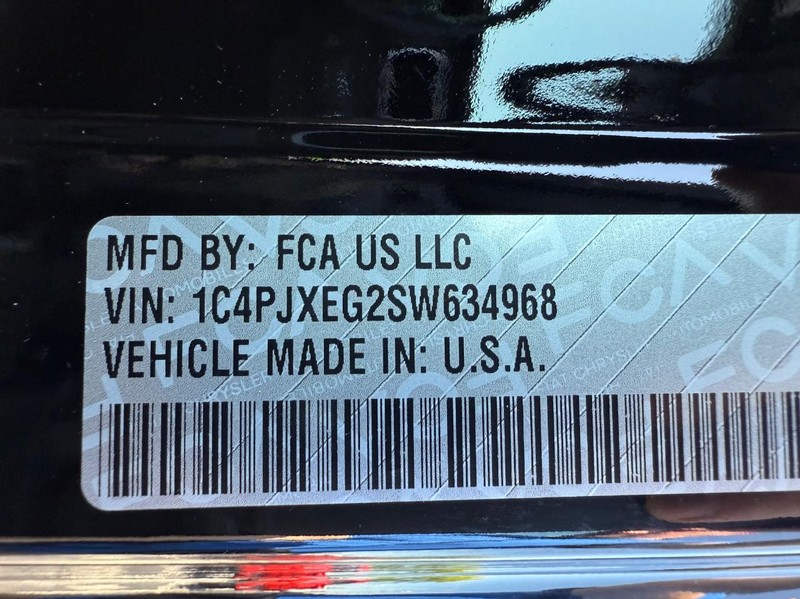 MFD BY: FCA US LLC
VIN: 1C4PJXEG2SW634968
VEHICLE MADE IN: U.S.A.